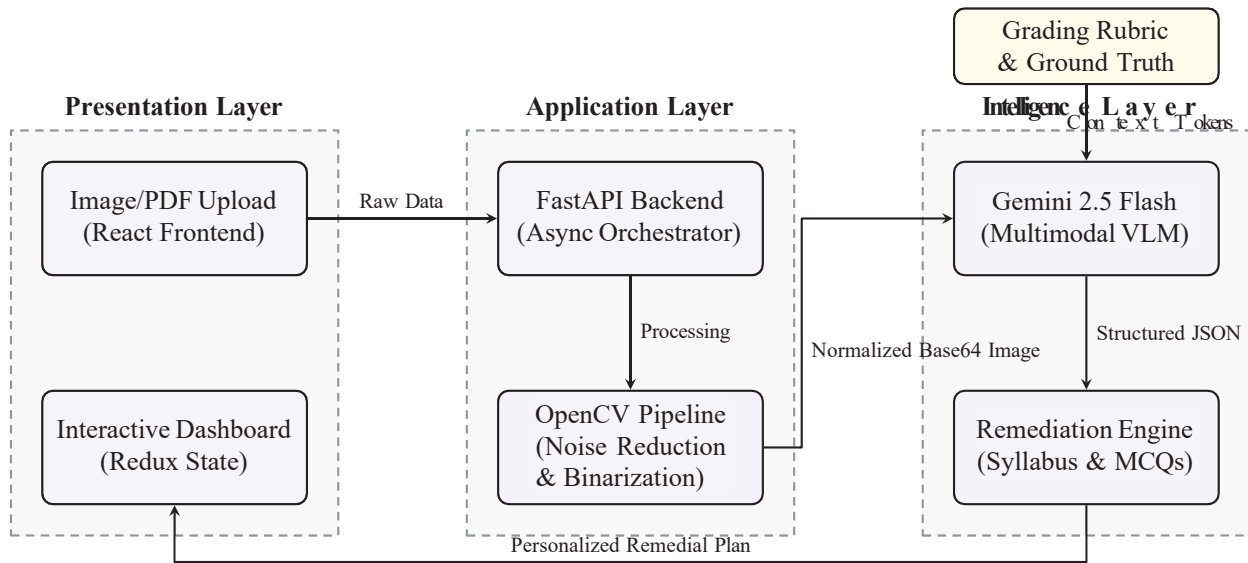 Grading Rubric
& Ground Truth
Presentation Layer
Application Layer
Intelligence Layer
Context Tokens
Image/PDF Upload
(React Frontend)
Raw Data
FastAPI Backend
(Async Orchestrator)
Gemini 2.5 Flash
(Multimodal VLM)
Processing
Normalized Base64 Image
Structured JSON
Interactive Dashboard
(Redux State)
OpenCV Pipeline
(Noise Reduction
& Binarization)
Remediation Engine
(Syllabus & MCQs)
Personalized Remedial Plan